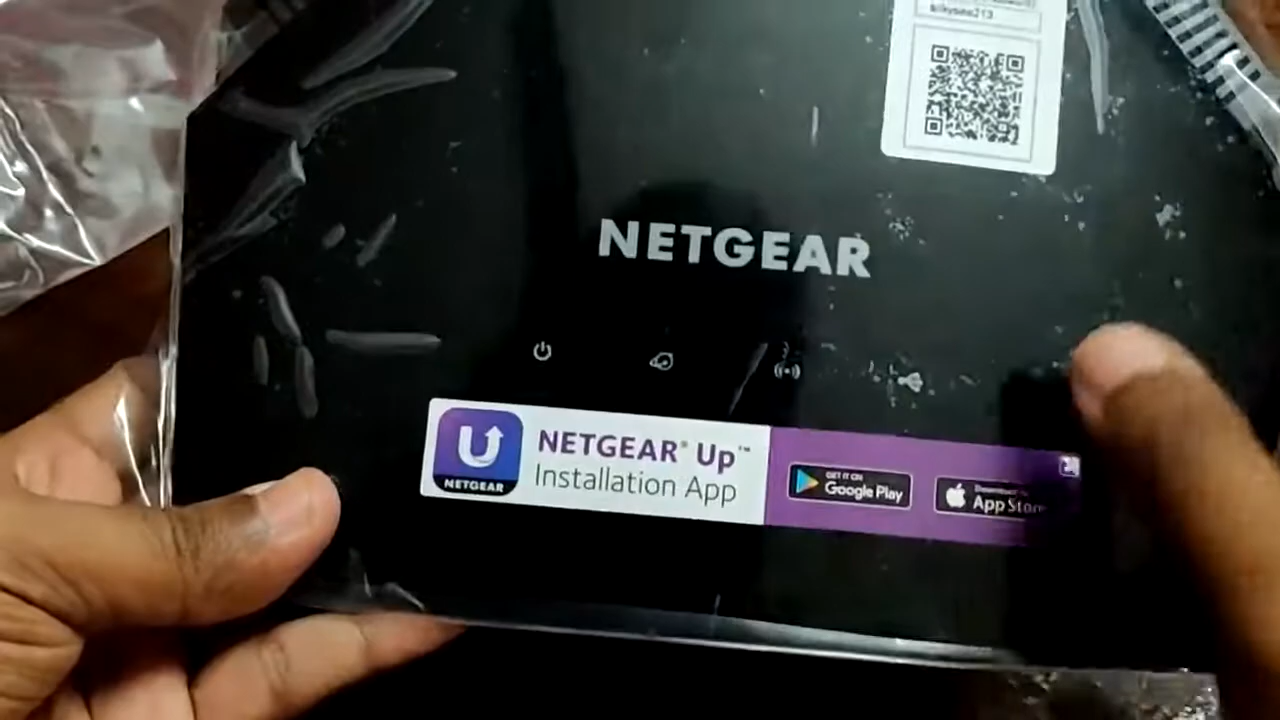 NETGEAR
NETGEAR® Up™
Installation App
NETGEAR
GET IT ON
Google Play
App Store